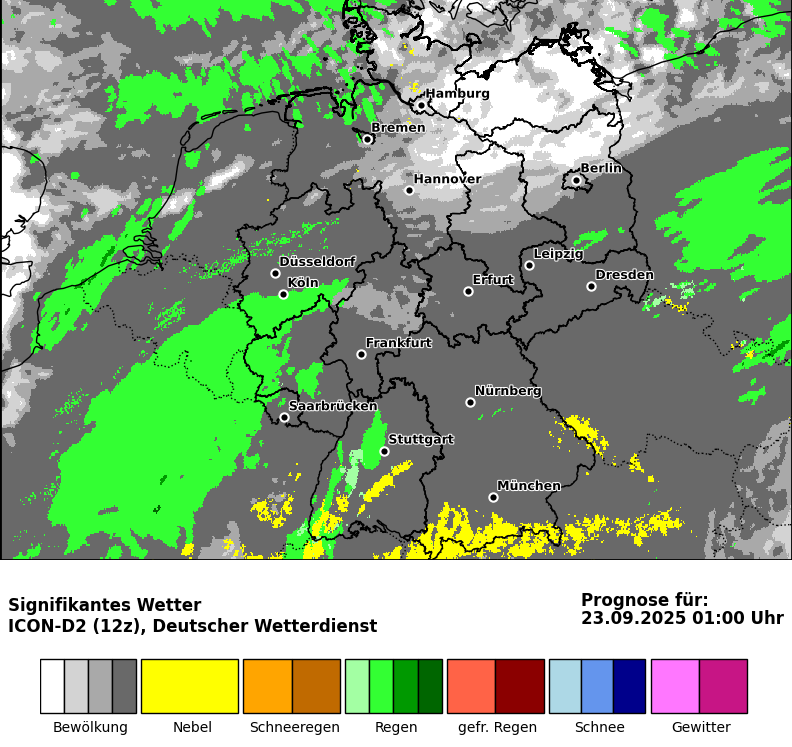 Hamburg
Bremen
Berlin
Hannover
Leipzig
Düsseldorf
Dresden
Köln
Erfurt
Frankfurt
Nürnberg
Saarbrücken
Stuttgart
München
Signifikantes Wetter
ICON-D2 (12z), Deutscher Wetterdienst
Prognose für:
23.09.2025 01:00 Uhr
Bewölkung
Nebel
Schneeregen
Regen
gefr. Regen
Schnee
Gewitter